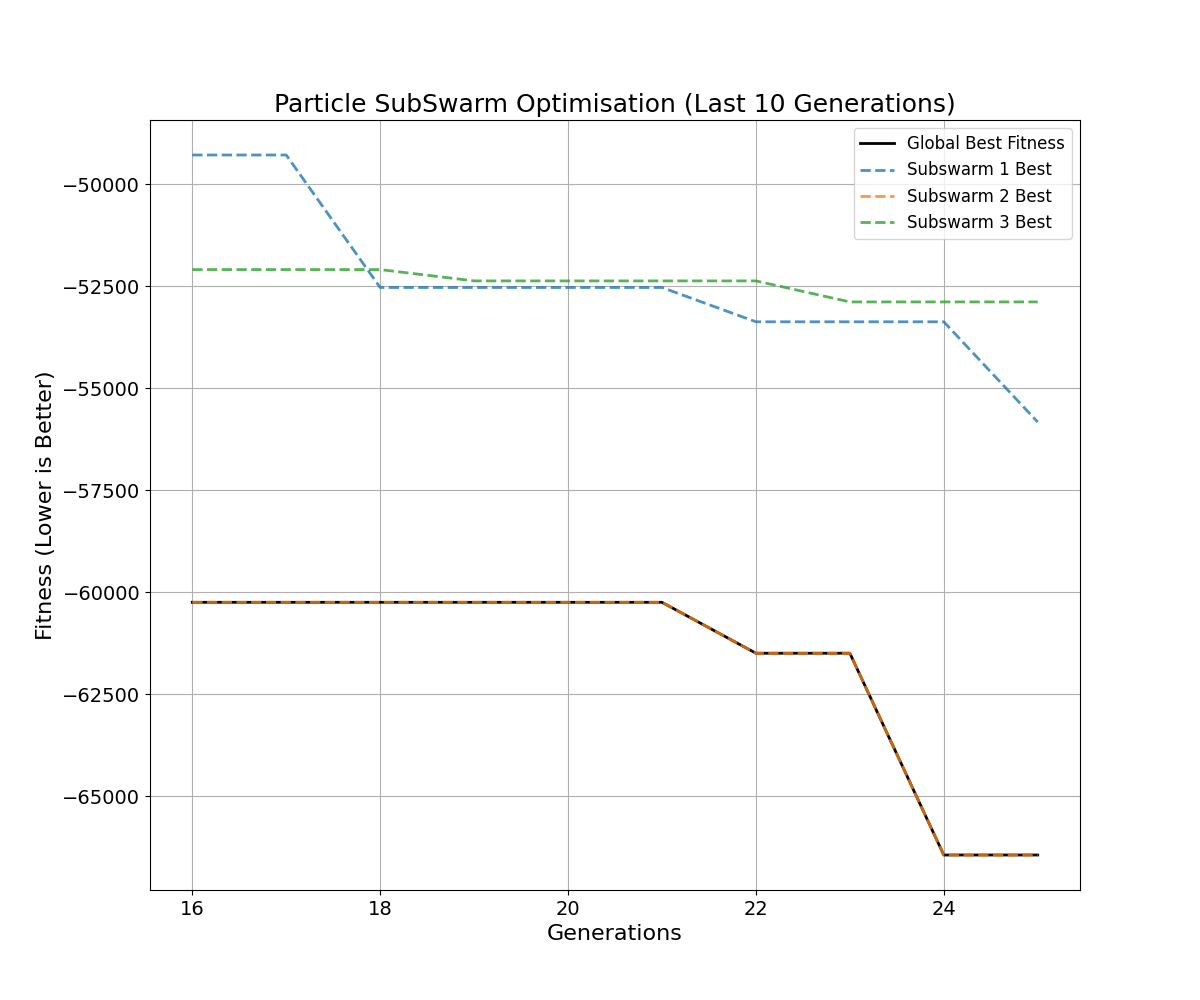 Particle SubSwarm Optimisation (Last 10 Generations)
Global Best Fitness
Subswarm 1 Best
Subswarm 2 Best
Subswarm 3 Best
−50000
−52500
−55000
−57500
−60000
−62500
−65000
Fitness (Lower is Better)
16 18 20 22 24
Generations